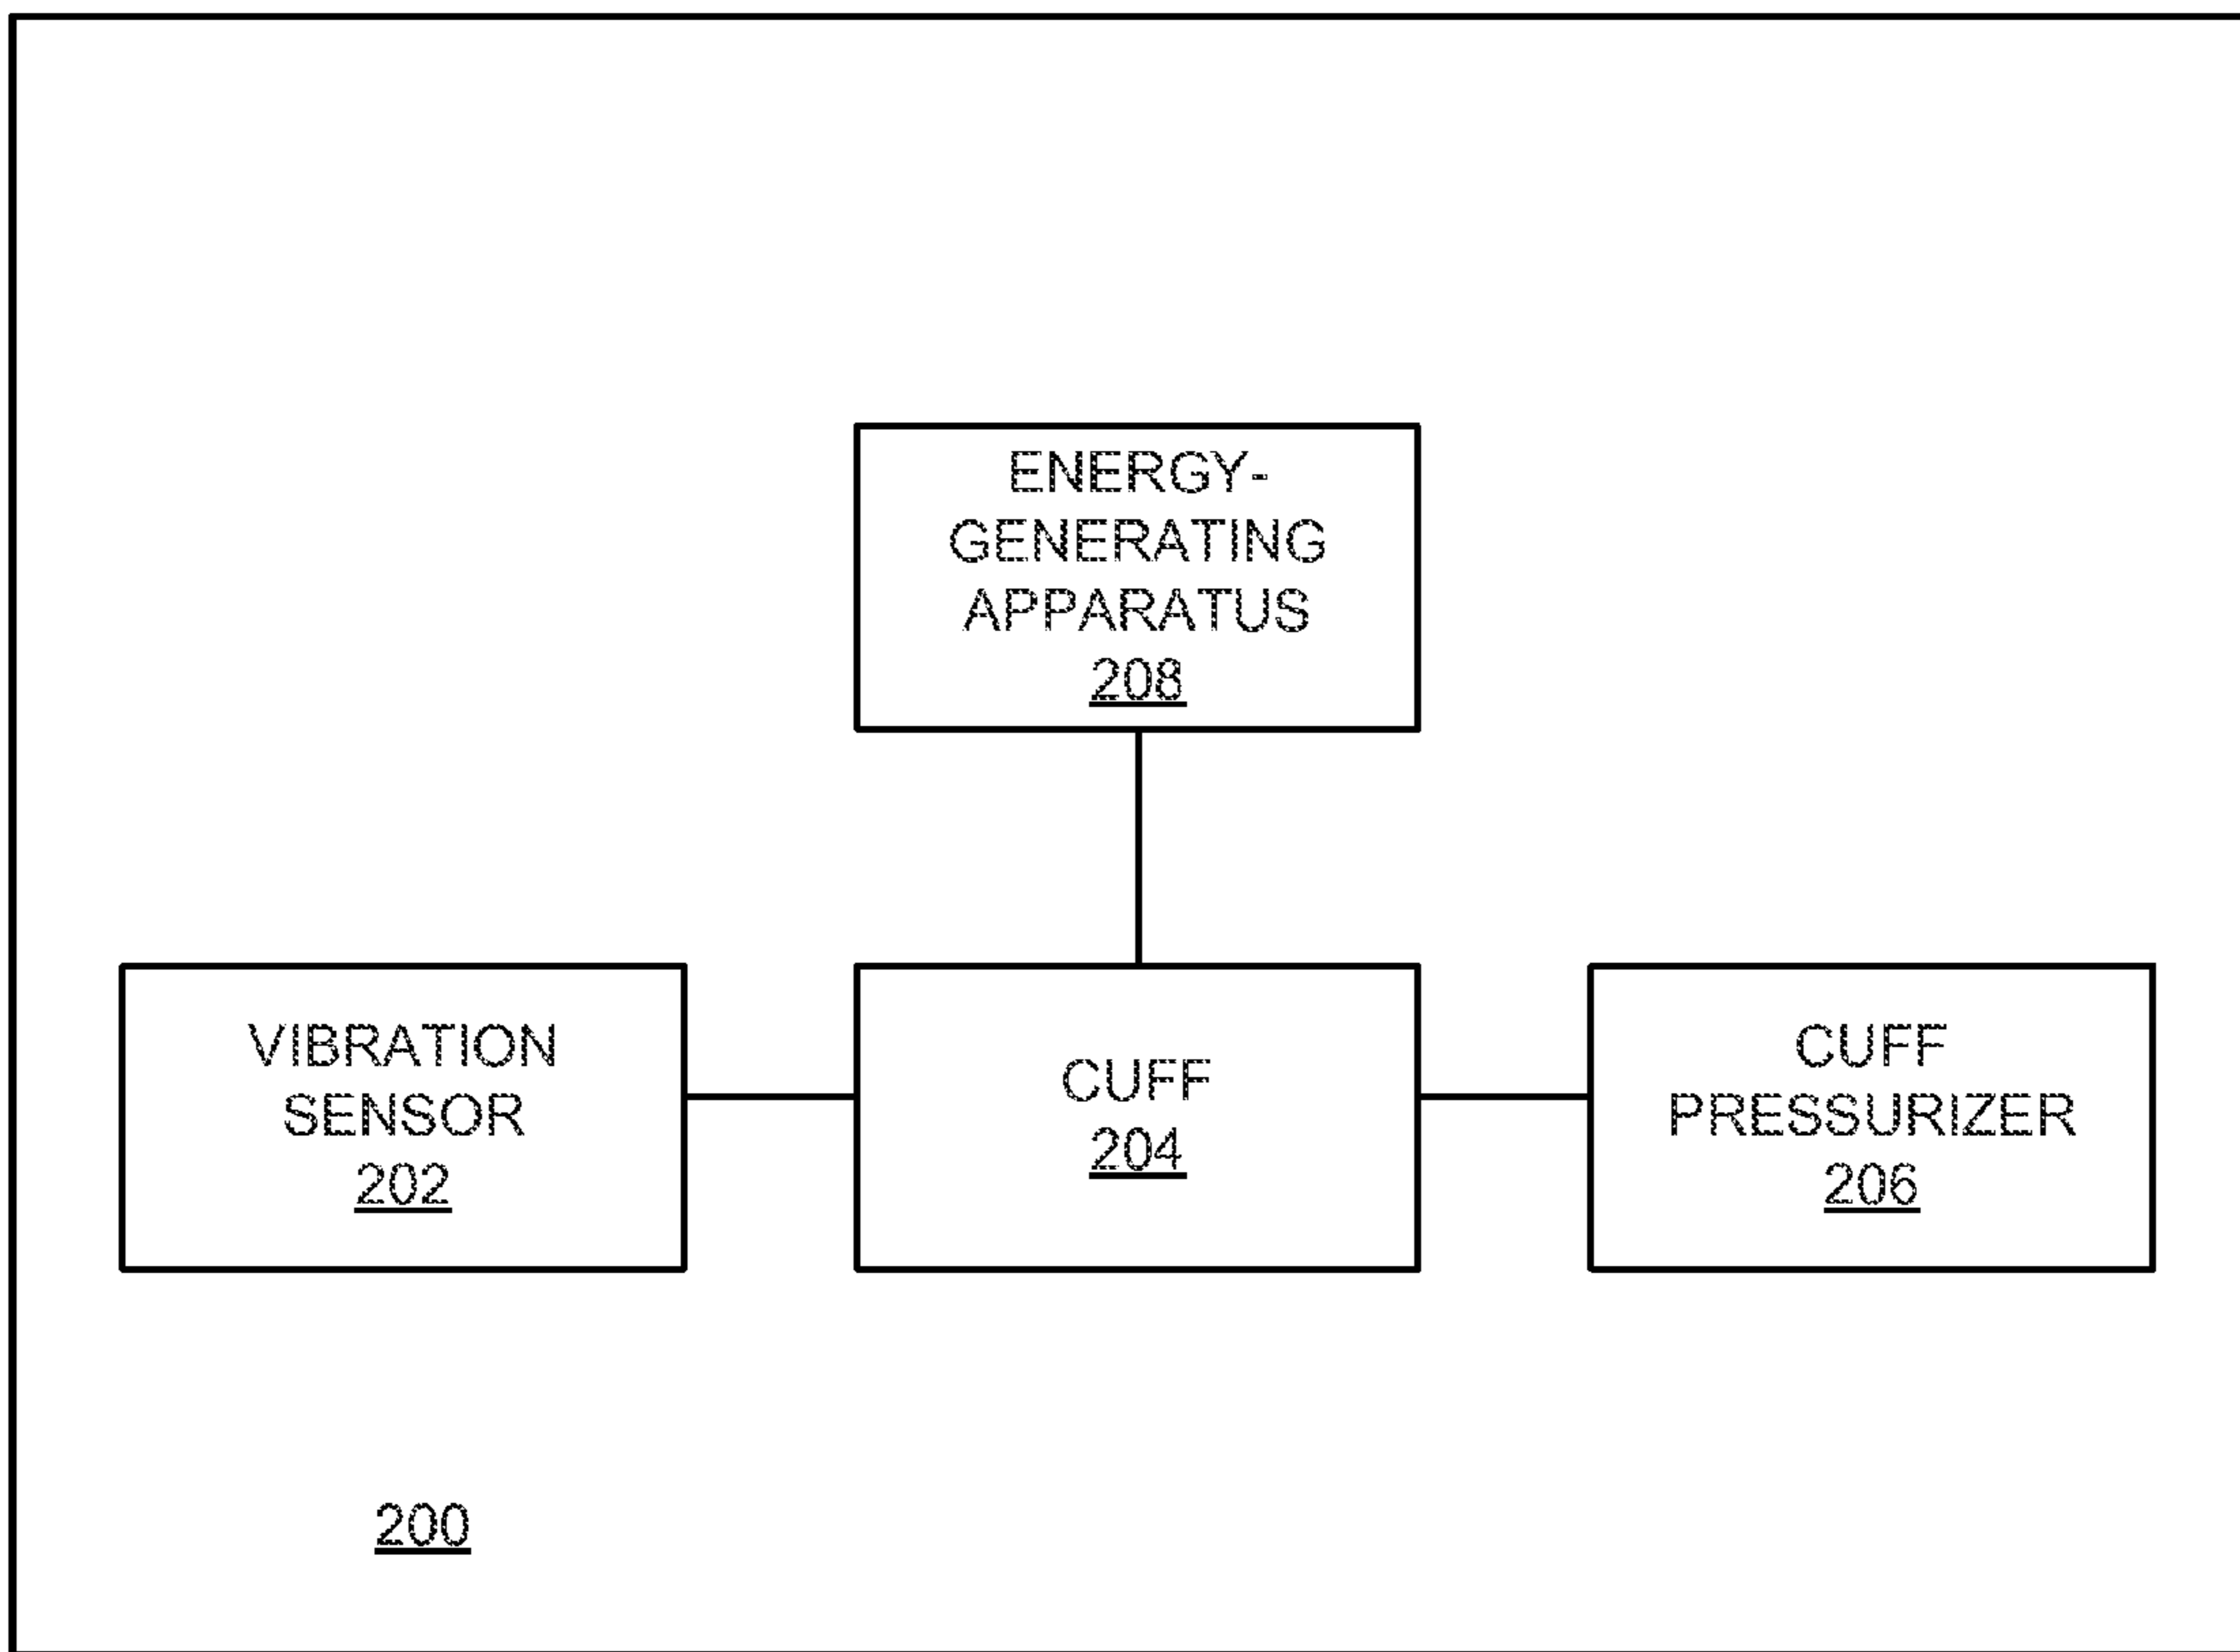 ENERGY-
GENERATING
APPARATUS
208
VIBRATION
SENSOR
202
CUFF
204
CUFF
PRESSURIZER
206
200